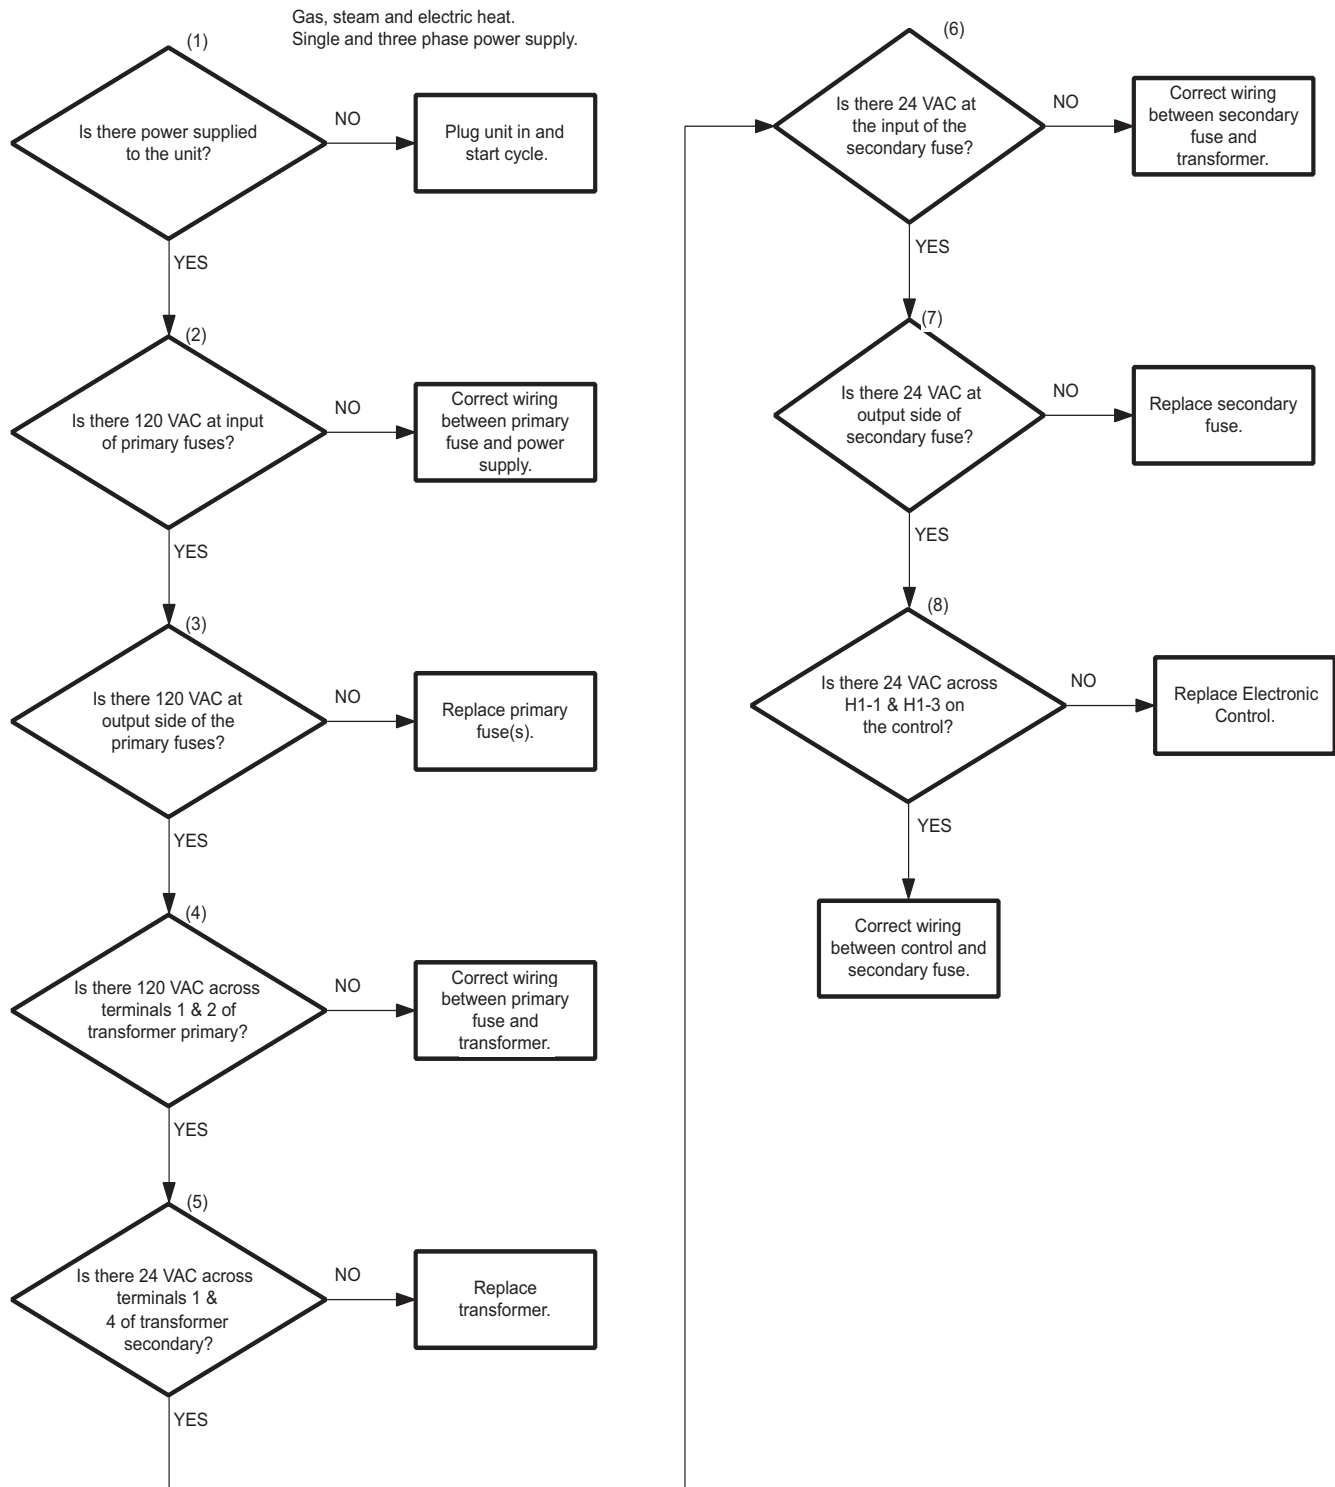 Gas, steam and electric heat.
Single and three phase power supply.
(1)
Is there power supplied
to the unit?
NO
Plug unit in and
start cycle.
YES
(2)
Is there 120 VAC at input
of primary fuses?
NO
Correct wiring
between primary
fuse and power
supply.
YES
(3)
Is there 120 VAC at
output side of the
primary fuses?
NO
Replace primary
fuse(s).
YES
(4)
Is there 120 VAC across
terminals 1 & 2 of
transformer primary?
NO
Correct wiring
between primary
fuse and
transformer.
YES
(5)
Is there 24 VAC across
terminals 1 &
4 of transformer
secondary?
NO
Replace
transformer.
YES
(6)
Is there 24 VAC at
the input of the
secondary fuse?
NO
Correct wiring
between secondary
fuse and
transformer.
YES
(7)
Is there 24 VAC at
output side of
secondary fuse?
NO
Replace secondary
fuse.
YES
(8)
Is there 24 VAC across
H1-1 & H1-3 on
the control?
NO
Replace Electronic
Control.
YES
Correct wiring
between control and
secondary fuse.